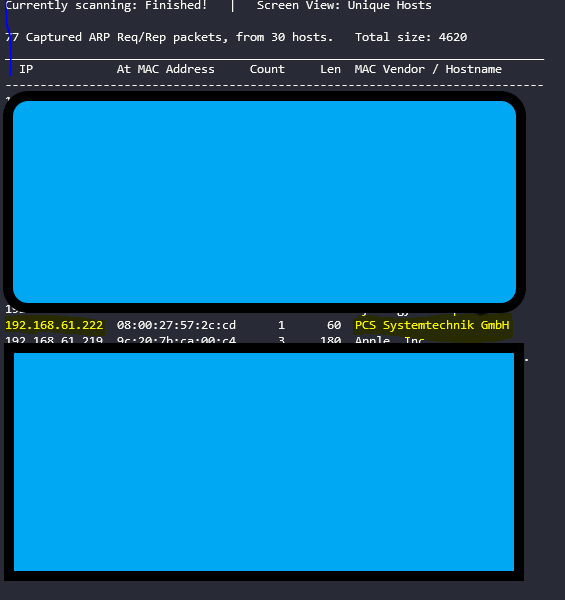 Currently scanning: Finished!   |   Screen View: Unique Hosts
77 Captured ARP Req/Rep packets, from 30 hosts.   Total size: 4620
IP            At MAC Address     Count     Len  MAC Vendor / Hostname
192.168.61.222  08:00:27:57:2c:cd      1      60  PCS Systemtechnik GmbH
192.168.61.219  9c:20:7b:ca:00:c4      3     180  Apple, Inc.